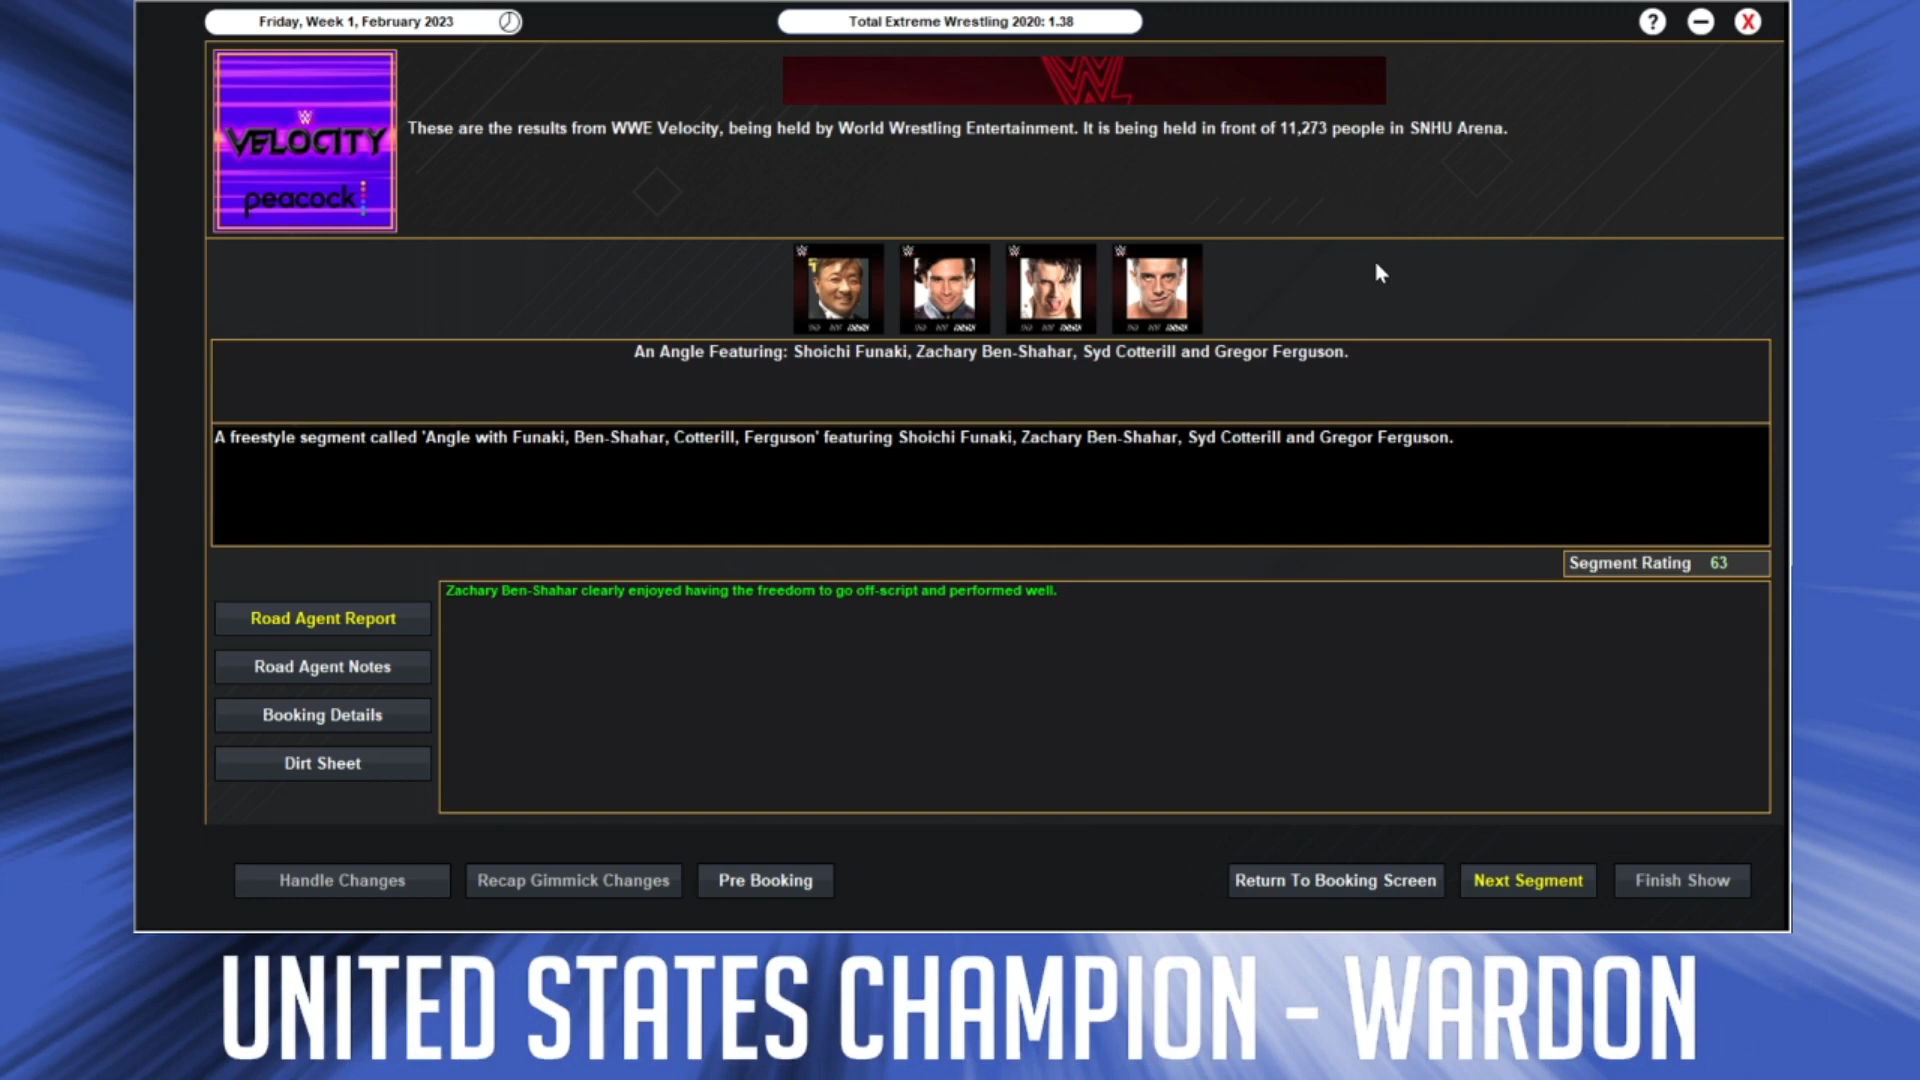 Friday, Week 1, February 2023
Total Extreme Wrestling 2020: 1.38
?
X
W
VELOCITY
peacock
These are the results from WWE Velocity, being held by World Wrestling Entertainment. It is being held in front of 11,273 people in SNHU Arena.
An Angle Featuring: Shoichi Funaki, Zachary Ben-Shahar, Syd Cotterill and Gregor Ferguson.
A freestyle segment called 'Angle with Funaki, Ben-Shahar, Cotterill, Ferguson' featuring Shoichi Funaki, Zachary Ben-Shahar, Syd Cotterill and Gregor Ferguson.
Segment Rating 63
Zachary Ben-Shahar clearly enjoyed having the freedom to go off-script and performed well.
Road Agent Report
Road Agent Notes
Booking Details
Dirt Sheet
Handle Changes
Recap Gimmick Changes
Pre Booking
Return To Booking Screen
Next Segment
Finish Show
UNITED STATES CHAMPION - WARDON